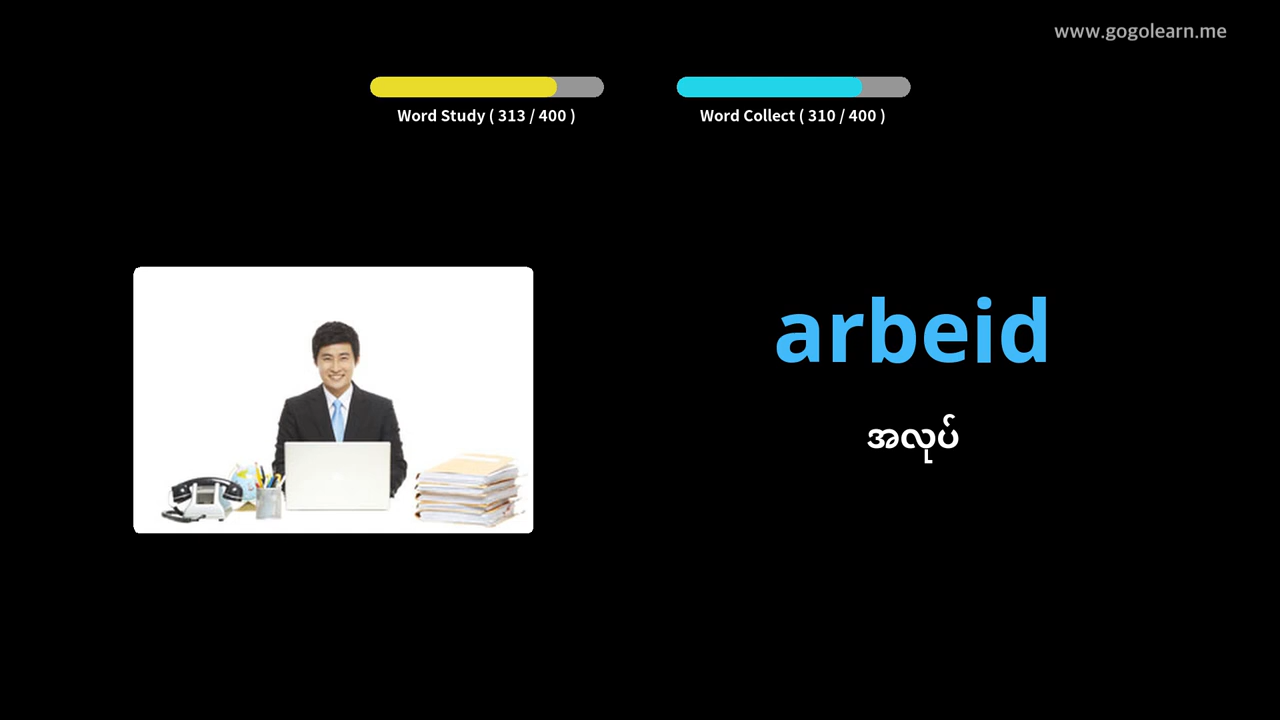 www.gogolearn.me
Word Study ( 313 / 400 )
Word Collect ( 310 / 400 )
arbeid
အလုပ်